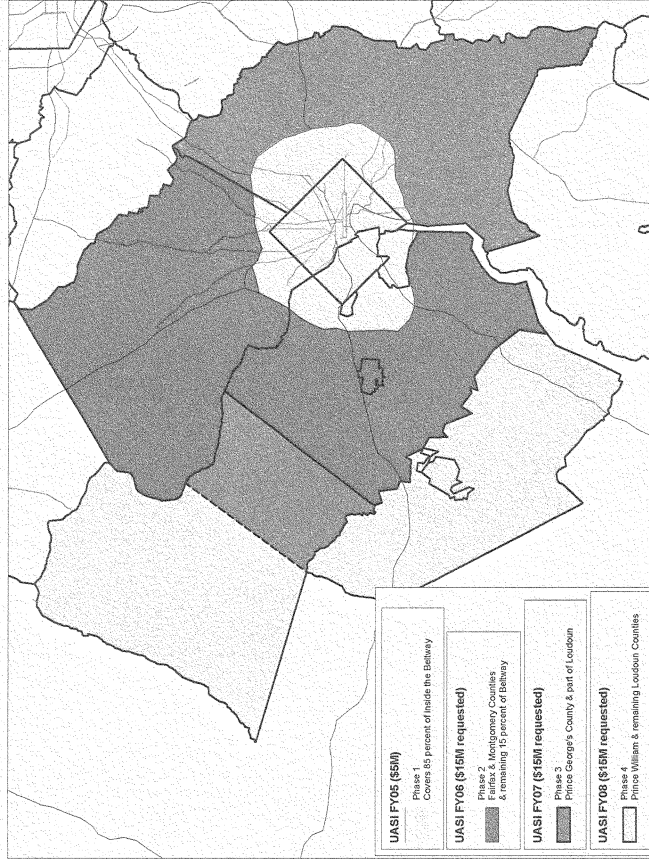 UASI FY05 ($5M)
Phase 1
Covers 85 percent of Inside the Beltway
UASI FY06 ($15M requested)
Phase 2
Fairfax & Montgomery Counties
& remaining 15 percent of Beltway
UASI FY07 ($15M requested)
Phase 3
Prince George's County & part of Loudoun
UASI FY08 ($15M requested)
Phase 4
Prince William & remaining Loudoun Counties